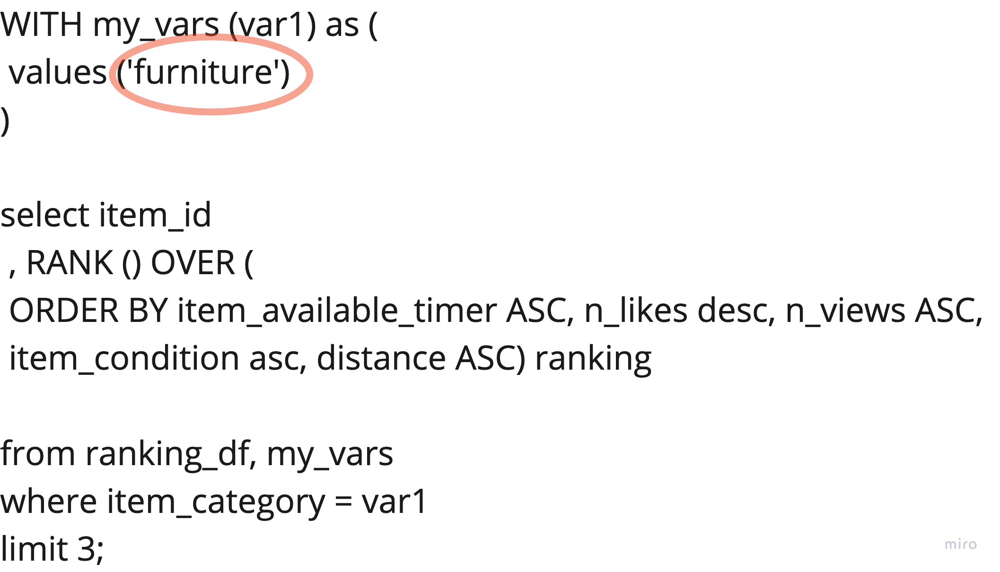 WITH my_vars (var1) as (
values ('furniture')
)
select item_id
, RANK () OVER (
ORDER BY item_available_timer ASC, n_likes desc, n_views ASC,
item_condition asc, distance ASC) ranking
from ranking_df, my_vars
where item_category = var1
limit 3;
miro